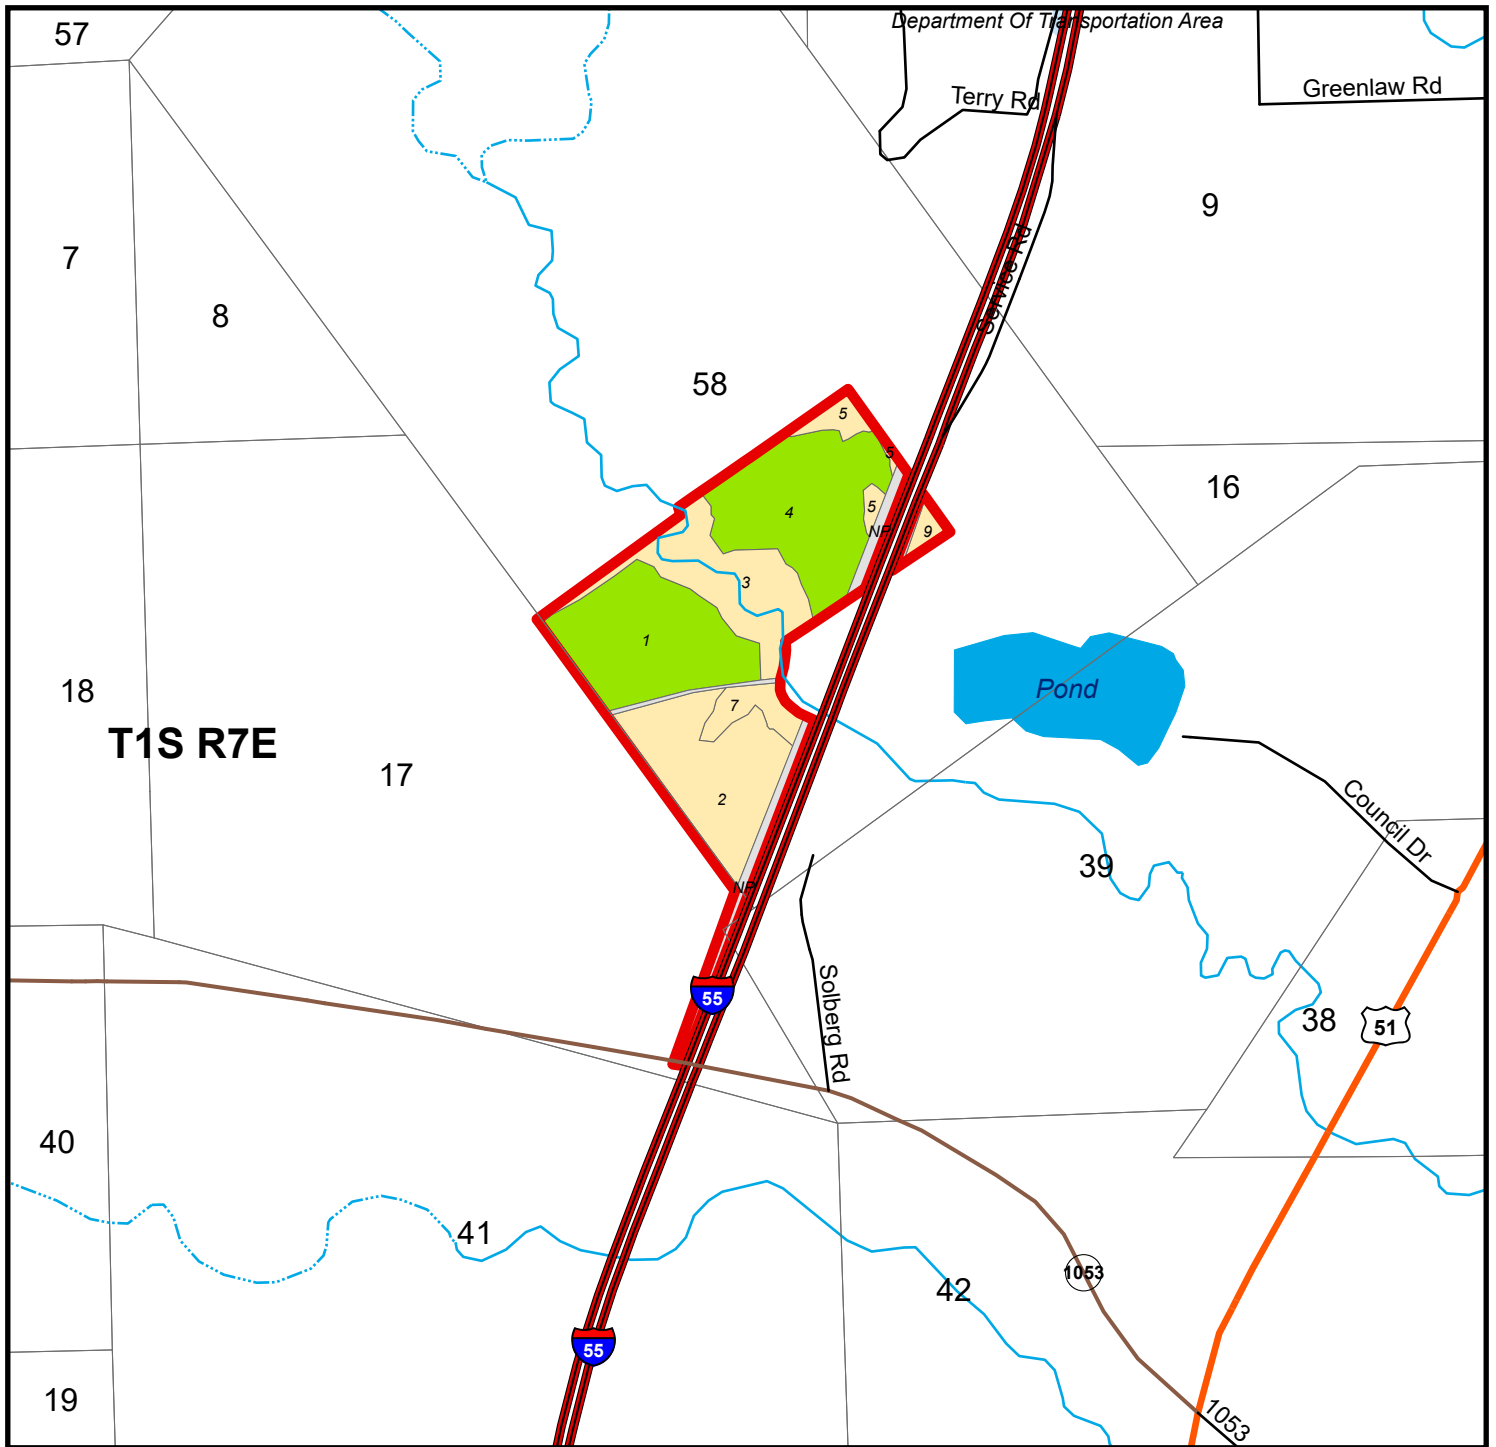 57
Department Of Transportation Area
Terry Rd
Greenlaw Rd
9
7
8
Service Rd
58
5
5
16
5
4
NP
9
3
1
18
Pond
7
T1S R7E
17
2
Council Dr
39
NP
Solberg Rd
55
38
51
40
41
1053
42
55
19
1053